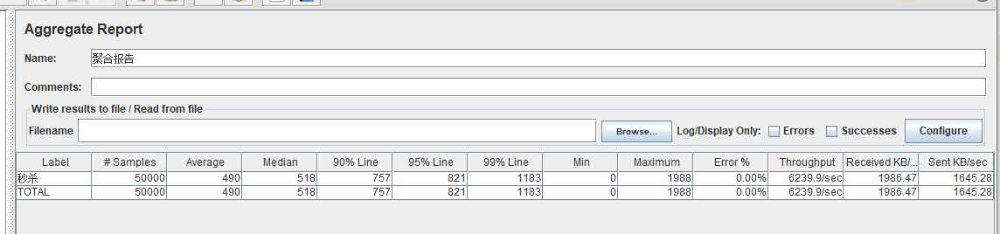 Aggregate Report
Name: 聚合报告
Comments:
Write results to file / Read from file
Filename Browse... Log/Display Only: Errors Successes Configure
Label # Samples Average Median 90% Line 95% Line 99% Line Min Maximum Error % Throughput Received KB/... Sent KB/sec
秒杀 50000 490 518 757 821 1183 0 1988 0.00% 6239.9/sec 1986.47 1645.28
TOTAL 50000 490 518 757 821 1183 0 1988 0.00% 6239.9/sec 1986.47 1645.28